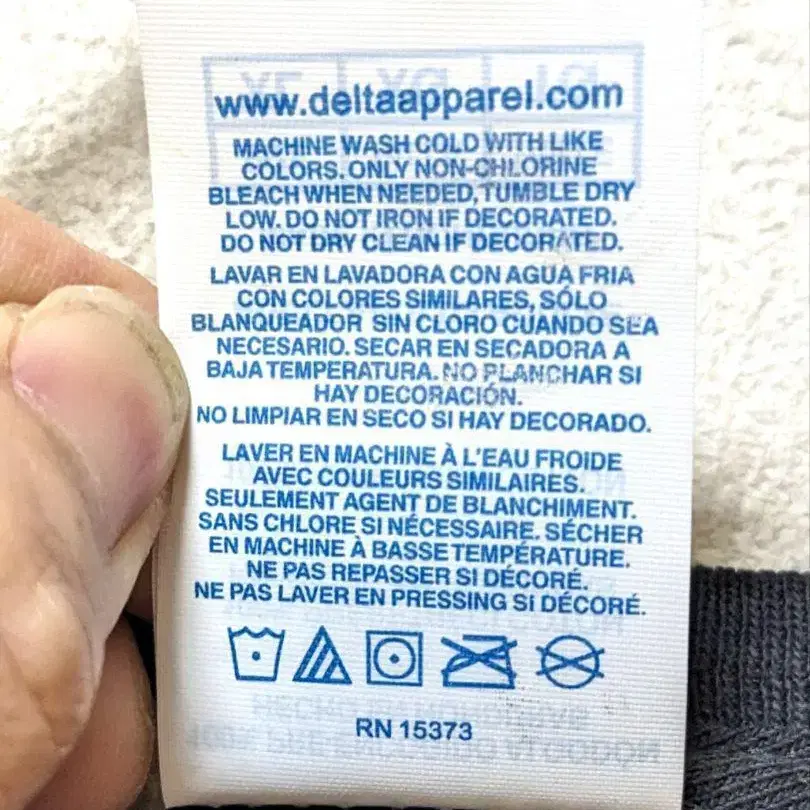 www.deltaapparel.com
MACHINE WASH COLD WITH LIKE
COLORS. ONLY NON-CHLORINE
BLEACH WHEN NEEDED, TUMBLE DRY
LOW. DO NOT IRON IF DECORATED.
DO NOT DRY CLEAN IF DECORATED.
LAVAR EN LAVADORA CON AGUA FRIA
CON COLORES SIMILARES, SÓLO
BLANQUEADOR SIN CLORO CUANDO SEA
NECESARIO. SECAR EN SECADORA A
BAJA TEMPERATURA. NO PLANCHAR SI
HAY DECORACIÓN.
NO LIMPIAR EN SECO SI HAY DECORADO.
LAVER EN MACHINE À L'EAU FROIDE
AVEC COULEURS SIMILAIRES.
SEULEMENT AGENT DE BLANCHIMENT.
SANS CHLORE SI NÉCESSAIRE. SÉCHER
EN MACHINE À BASSE TEMPÉRATURE.
NE PAS REPASSER SI DÉCORÉ.
NE PAS LAVER EN PRESSING SI DÉCORÉ.
RN 15373